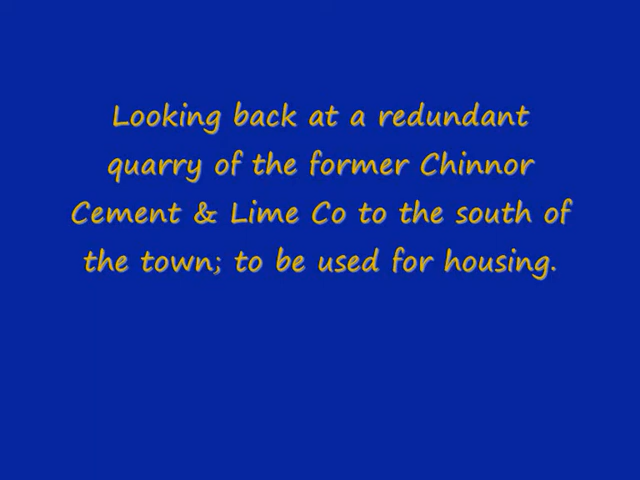 Looking back at a redundant
quarry of the former Chinnor
Cement & Lime Co to the south of
the town; to be used for housing.